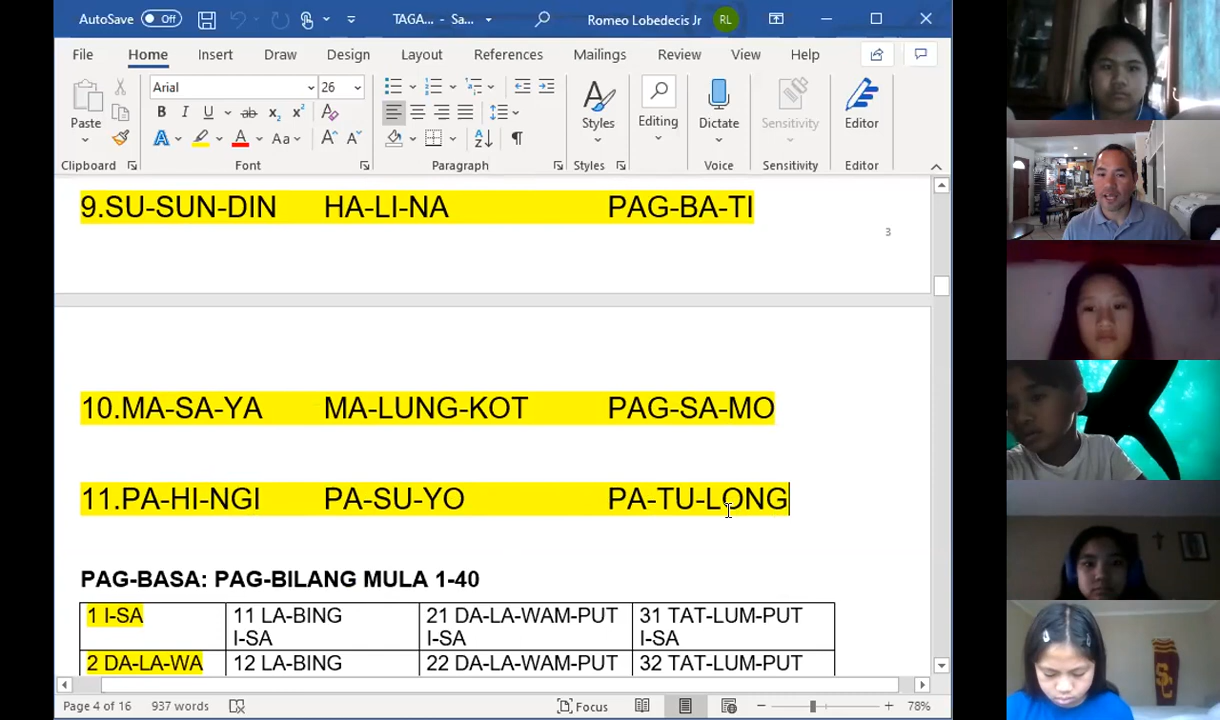 AutoSave Off TAGA... - Sa... Romeo Lobedecis Jr RL
File Home Insert Draw Design Layout References Mailings Review View Help
Arial 26
Paste Styles Editing Dictate Sensitivity Editor
Clipboard Font Paragraph Styles Voice Sensitivity Editor
9.SU-SUN-DIN HA-LI-NA PAG-BA-TI
3
10.MA-SA-YA MA-LUNG-KOT PAG-SA-MO
11.PA-HI-NGI PA-SU-YO PA-TU-LONG
PAG-BASA: PAG-BILANG MULA 1-40
1 I-SA 11 LA-BING 21 DA-LA-WAM-PUT 31 TAT-LUM-PUT
I-SA I-SA I-SA
2 DA-LA-WA 12 LA-BING 22 DA-LA-WAM-PUT 32 TAT-LUM-PUT
Page 4 of 16 937 words Focus 78%